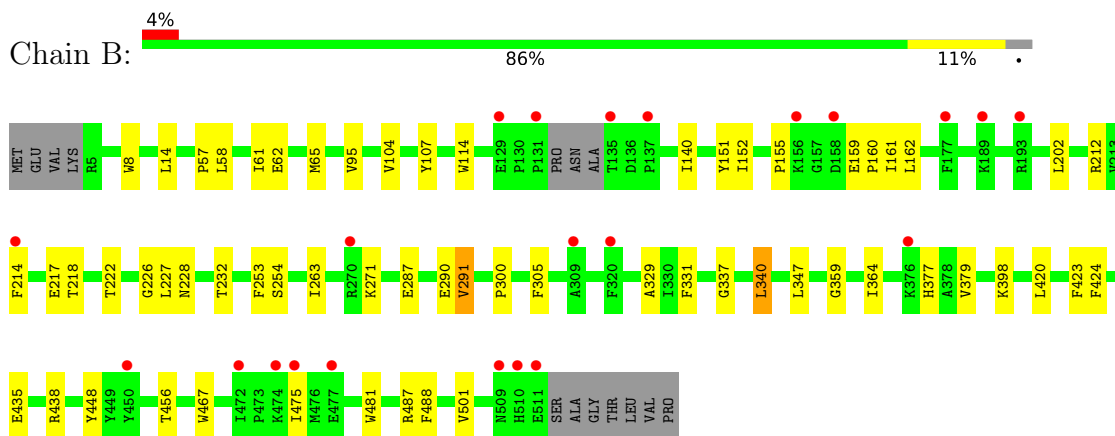 4%
Chain B:
86% 11% •
MET GLU VAL LYS R5 W8 L14 P57 L58 I61 E62 M65 V95 V104 Y107 W114 E129 P130 P131 PRO ASN ALA T135 D136 P137 I140 Y151 I152 P155 K156 G157 D158 E159 P160 I161 L162 F177 K189 R193 L202 R212 V213
F214 E217 T218 T222 G226 L227 N228 T232 F253 S254 I263 R270 K271 E287 E290 V291 P300 F305 A309 F320 A329 I330 F331 G337 L340 L347 G359 I364 K376 H377 A378 V379 K398 L420 F423 F424
E435 R438 Y448 Y449 Y450 T456 W467 I472 P473 K474 I475 M476 E477 W481 R487 F488 V501 N509 H510 E511 SER ALA GLY THR LEU VAL PRO